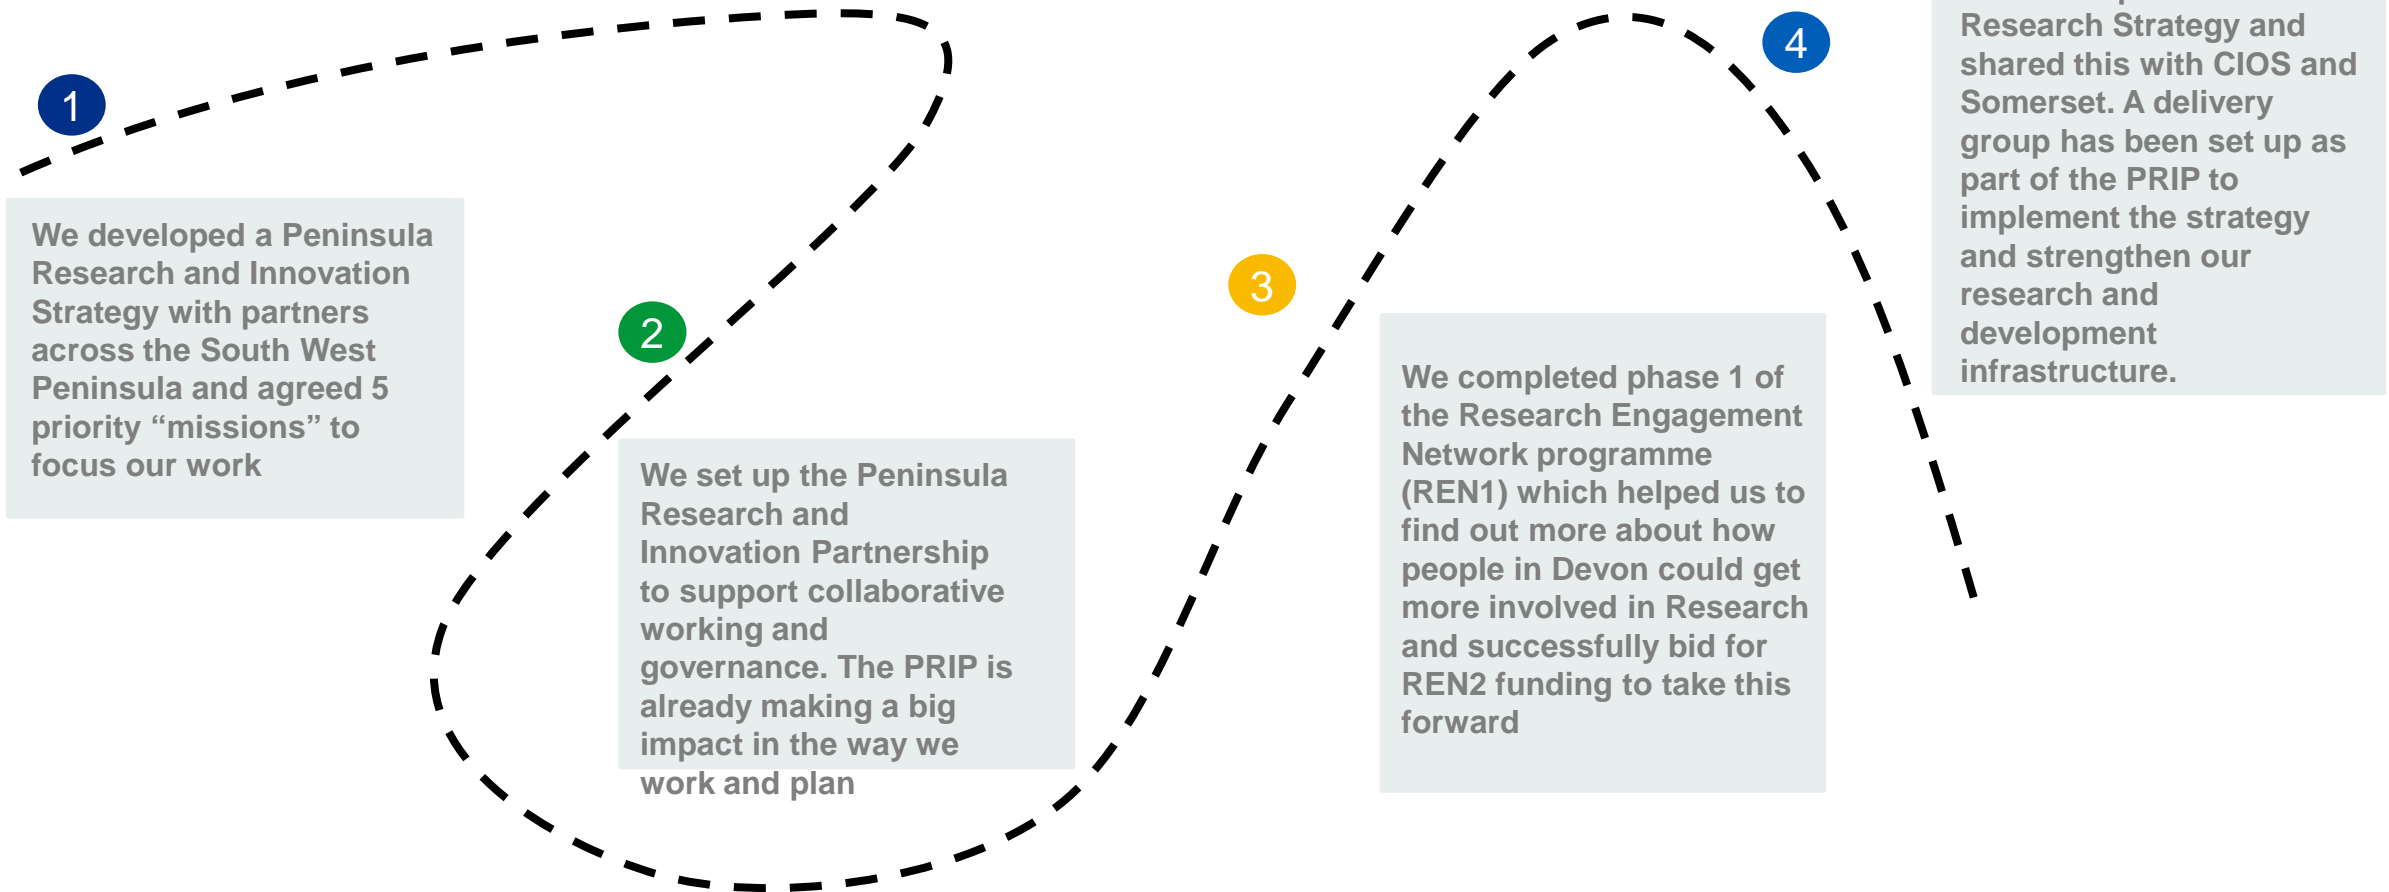 1
We developed a Peninsula
Research and Innovation
Strategy with partners
across the South West
Peninsula and agreed 5
priority “missions” to
focus our work
2
We set up the Peninsula
Research and
Innovation Partnership
to support collaborative
working and
governance. The PRIP is
already making a big
impact in the way we
work and plan
3
We completed phase 1 of
the Research Engagement
Network programme
(REN1) which helped us to
find out more about how
people in Devon could get
more involved in Research
and successfully bid for
REN2 funding to take this
forward
4
Research Strategy and
shared this with CIOS and
Somerset. A delivery
group has been set up as
part of the PRIP to
implement the strategy
and strengthen our
research and
development
infrastructure.